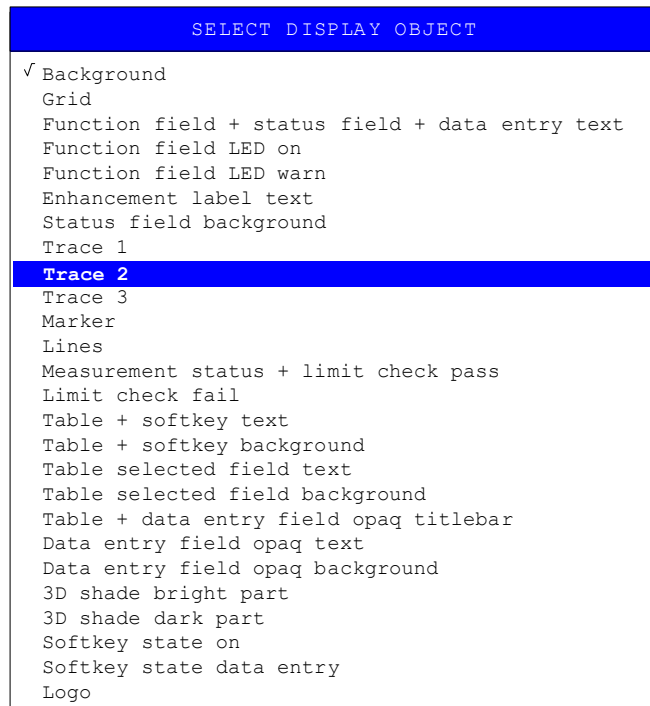 SELECT DISPLAY OBJECT
√ Background
Grid
Function field + status field + data entry text
Function field LED on
Function field LED warn
Enhancement label text
Status field background
Trace 1
Trace 2
Trace 3
Marker
Lines
Measurement status + limit check pass
Limit check fail
Table + softkey text
Table + softkey background
Table selected field text
Table selected field background
Table + data entry field opaq titlebar
Data entry field opaq text
Data entry field opaq background
3D shade bright part
3D shade dark part
Softkey state on
Softkey state data entry
Logo